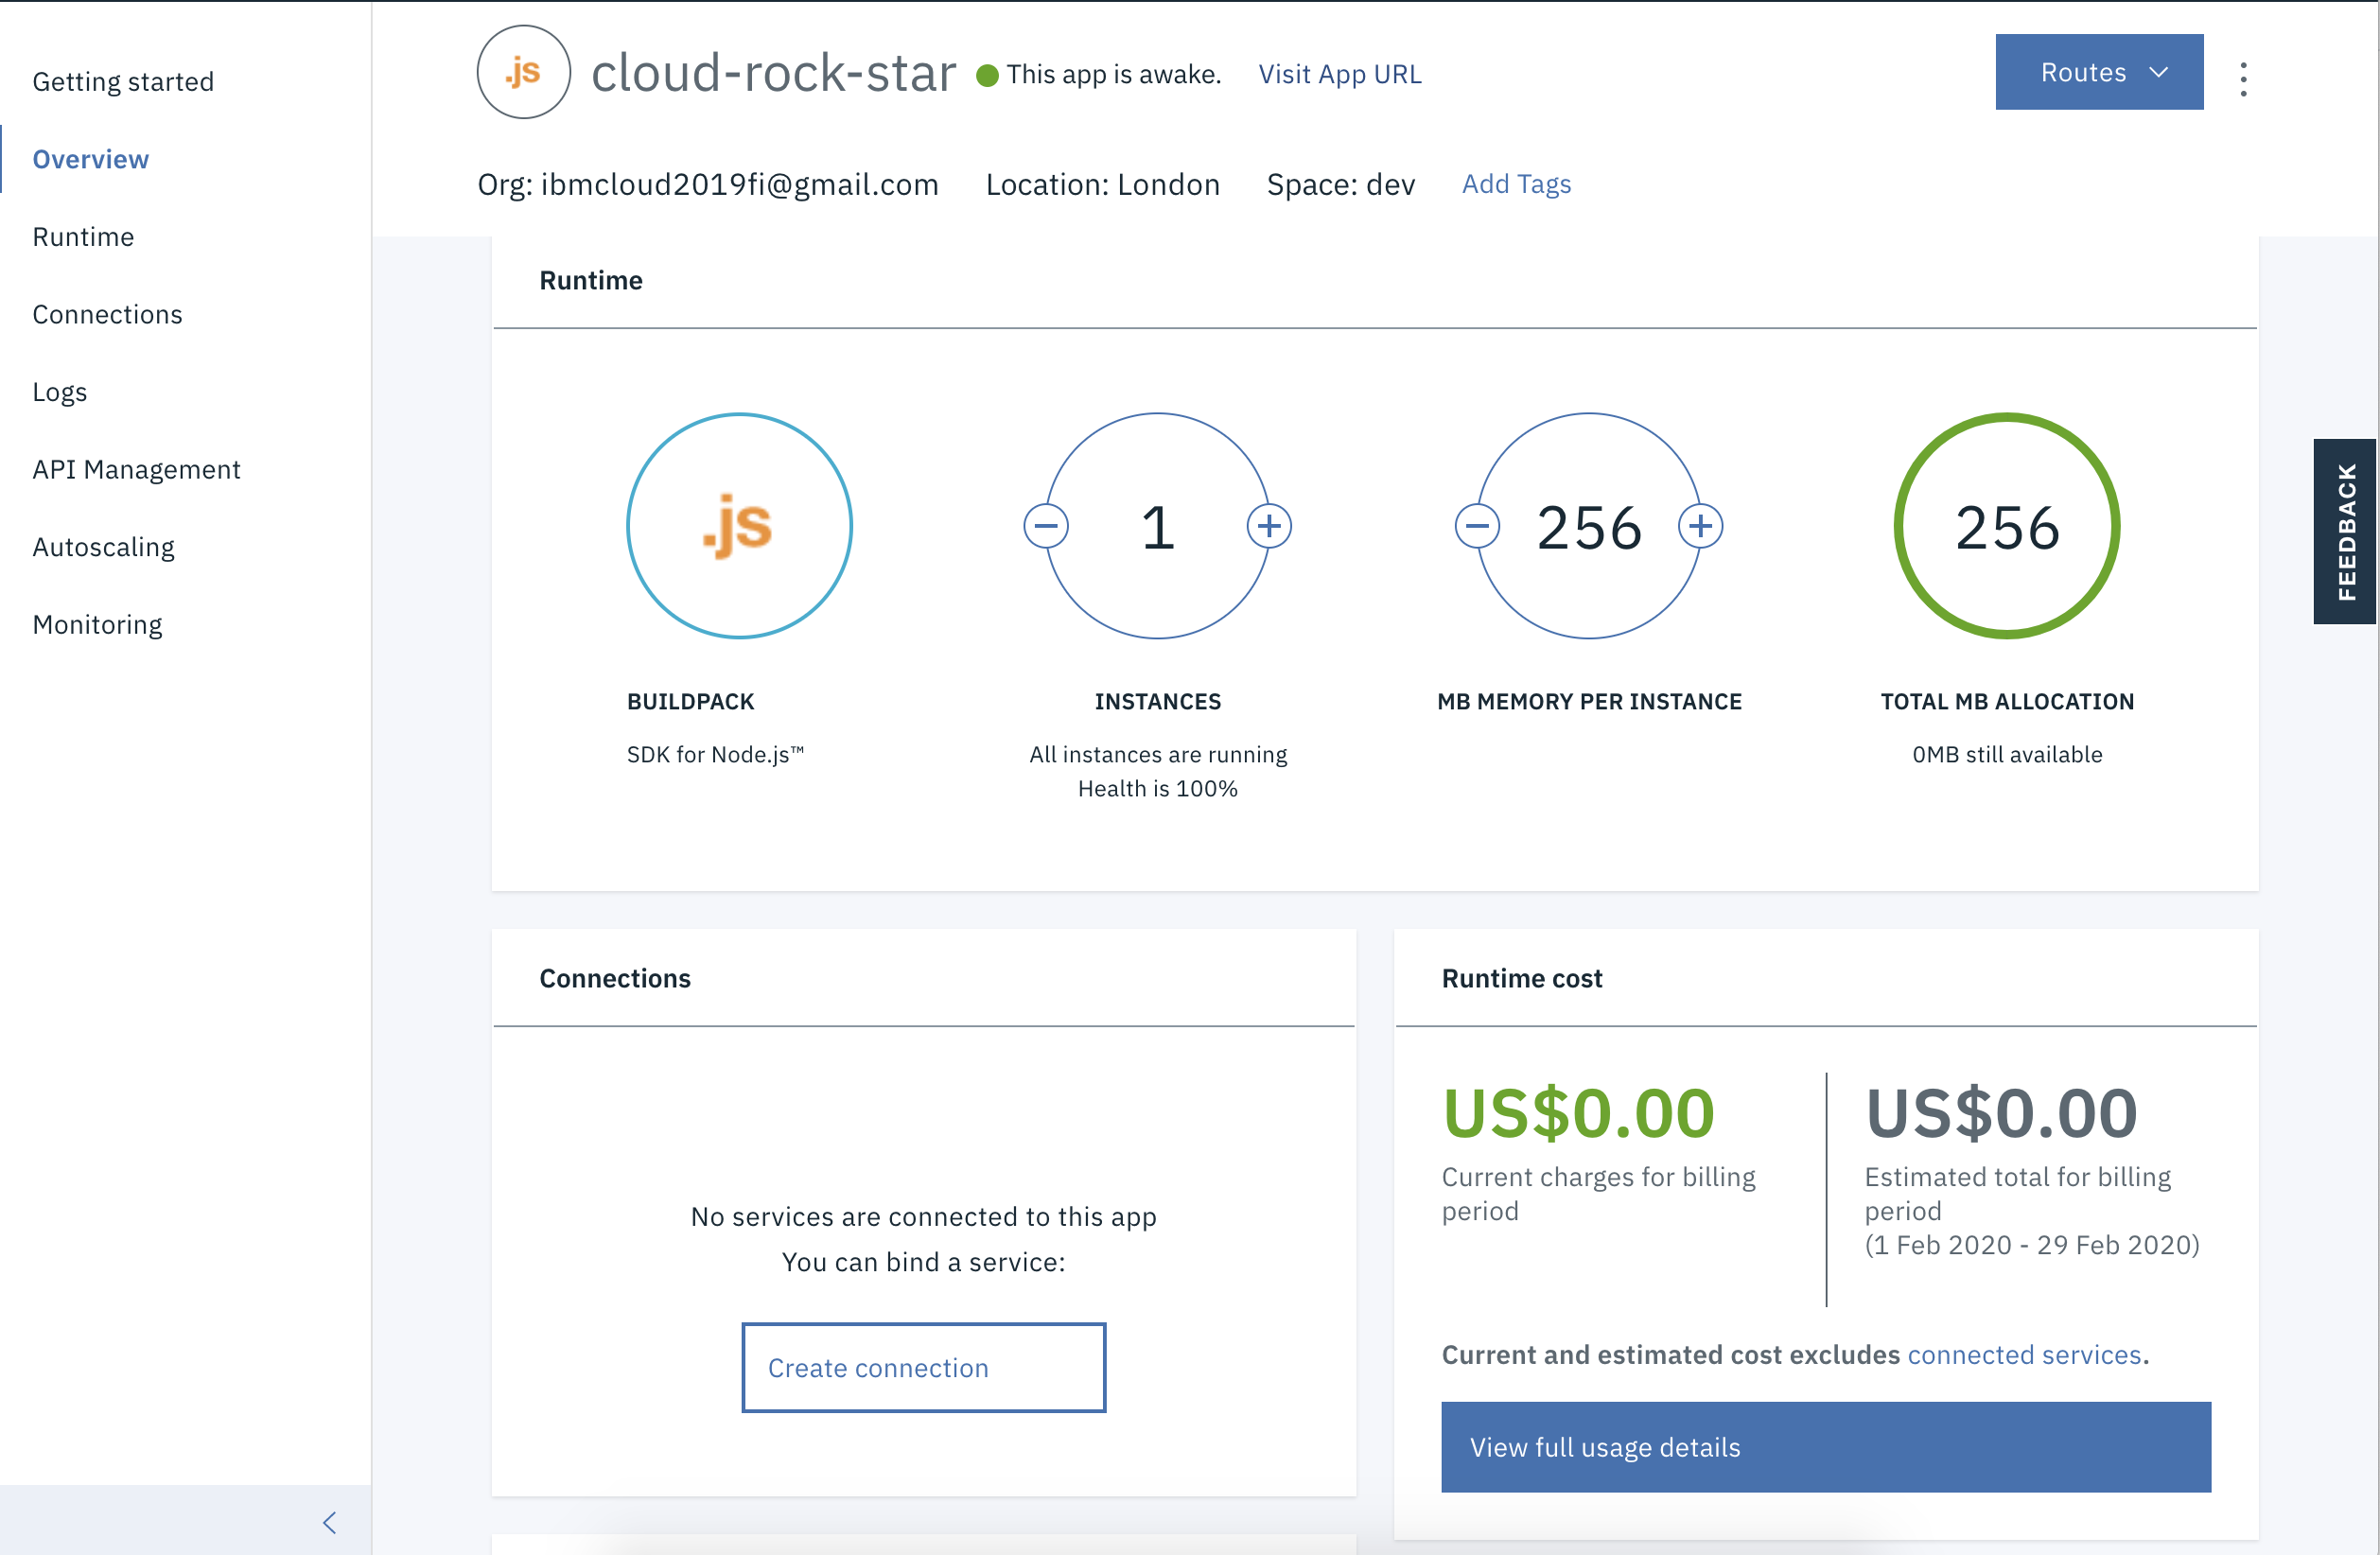 Getting started
Overview
Runtime
Connections
Logs
API Management
Autoscaling
Monitoring
.js cloud-rock-star This app is awake. Visit App URL
Routes
Org: ibmcloud2019fi@gmail.com Location: London Space: dev Add Tags
Runtime
.js 1 256 256
BUILDPACK INSTANCES MB MEMORY PER INSTANCE TOTAL MB ALLOCATION
SDK for Node.js™ All instances are running 0MB still available
Health is 100%
FEEDBACK
Connections
No services are connected to this app
You can bind a service:
Create connection
Runtime cost
US$0.00
Current charges for billing
period
US$0.00
Estimated total for billing
period
(1 Feb 2020 - 29 Feb 2020)
Current and estimated cost excludes connected services.
View full usage details